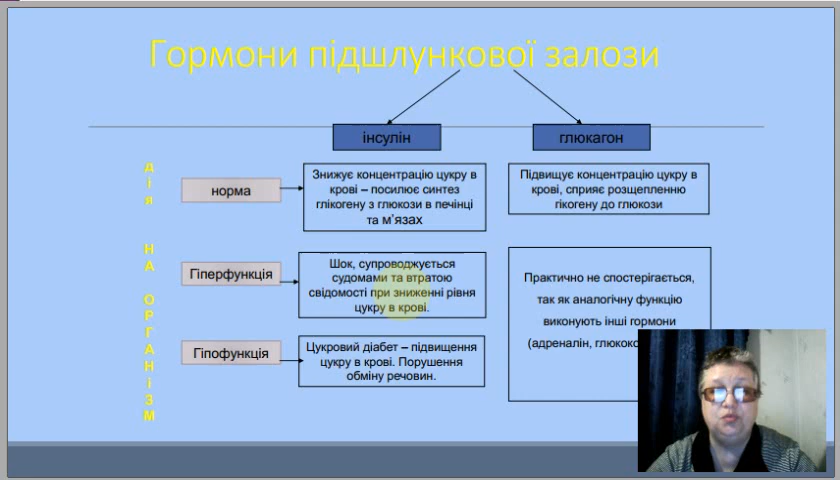 Гормони підшлункової залози
інсулін
глюкагон
дія
НА
ОРГАНІЗМ
норма
Знижує концентрацію цукру в
крові – посилює синтез
глікогену з глюкози в печінці
та м'язах
Підвищує концентрацію цукру в
крові, сприяє розщепленню
гікогену до глюкози
Гіперфункція
Шок, супроводжується
судомами та втратою
свідомості при зниженні рівня
цукру в крові.
Практично не спостерігається,
так як аналогічну функцію
виконують інші гормони
(адреналін,
Гіпофункція
Цукровий діабет – підвищення
цукру в крові. Порушення
обміну речовин.